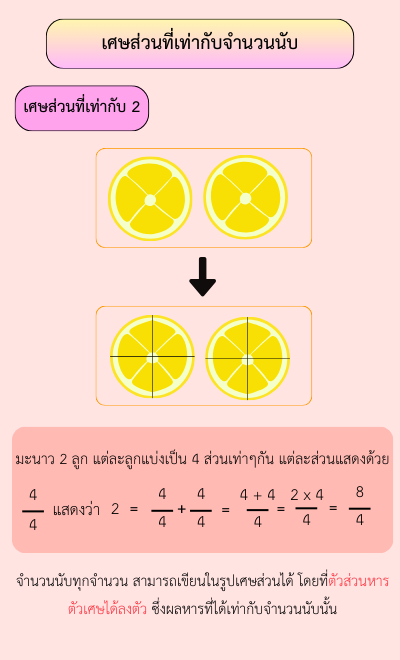 เศษส่วนที่เท่ากับจำนวนนับ
เศษส่วนที่เท่ากับ 2
มะนาว 2 ลูก แต่ละลูกแบ่งเป็น 4 ส่วนเท่าๆกัน แต่ละส่วนแสดงด้วย
4/4 แสดงว่า 2 = 4/4 + 4/4 = (4 + 4)/4 = (2 x 4)/4 = 8/4
จำนวนนับทุกจำนวน สามารถเขียนในรูปเศษส่วนได้ โดยที่ตัวส่วนหาร
ตัวเศษได้ลงตัว ซึ่งผลหารที่ได้เท่ากับจำนวนนับนั้น